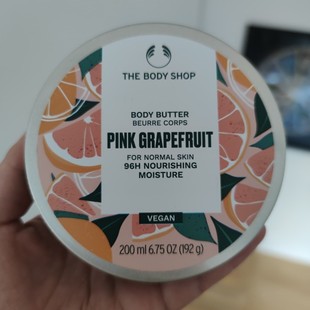 THE BODY SHOP
BODY BUTTER
BEURRE CORPS
PINK GRAPEFRUIT
FOR NORMAL SKIN
96H NOURISHING
MOISTURE
VEGAN
200 ml 6.75 OZ (192 g)